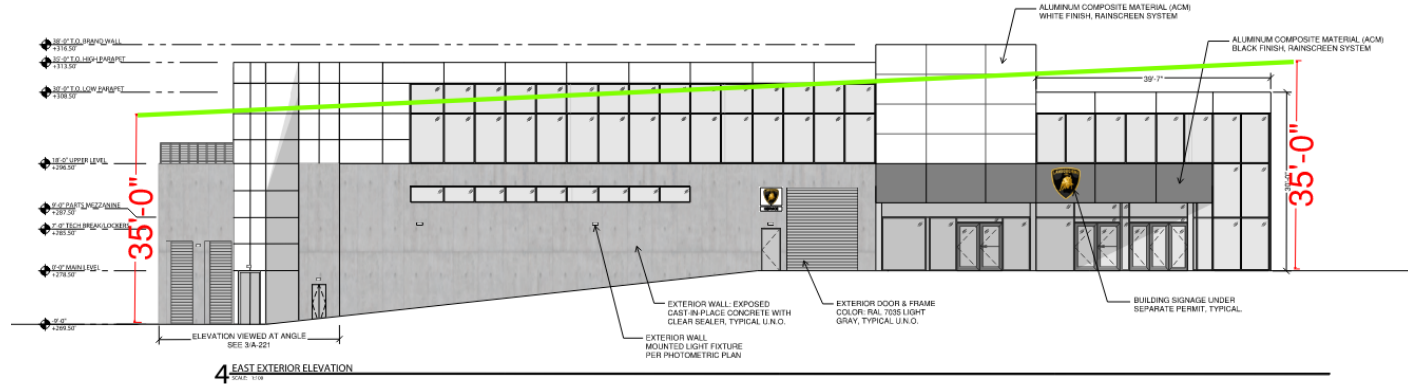 ALUMINUM COMPOSITE MATERIAL (ACM)
WHITE FINISH, RAINSCREEN SYSTEM
ALUMINUM COMPOSITE MATERIAL (ACM)
BLACK FINISH, RAINSCREEN SYSTEM
38'-0" T.O. BRAND WALL
+316.50'
35'-0" T.O. HIGH PARAPET
+313.50'
30'-0" T.O. LOW PARAPET
+308.50'
18'-0" UPPER LEVEL
+296.50'
9'-0" PARTS MEZZANINE
+287.50'
7'-0" TECH BREAK/LOCKERS
+285.50'
0'-0" MAIN LEVEL
+278.50'
-9'-0"
+269.50'
39'-7"
35'-0"
35'-0"
EXTERIOR WALL: EXPOSED
CAST-IN-PLACE CONCRETE WITH
CLEAR SEALER, TYPICAL U.N.O.
EXTERIOR DOOR & FRAME
COLOR: RAL 7035 LIGHT
GRAY, TYPICAL U.N.O.
BUILDING SIGNAGE UNDER
SEPARATE PERMIT, TYPICAL.
ELEVATION VIEWED AT ANGLE
SEE 3/A-221
EXTERIOR WALL
MOUNTED LIGHT FIXTURE
PER PHOTOMETRIC PLAN
4 EAST EXTERIOR ELEVATION
SCALE: 1:100